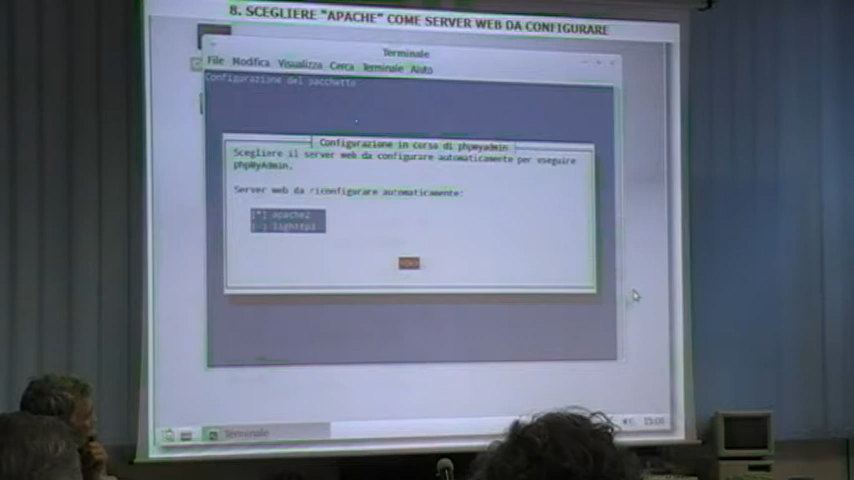 8. SCEGLIERE "APACHE" COME SERVER WEB DA CONFIGURARE
Terminale
File Modifica Visualizza Cerca Terminale Aiuto
Configurazione del pacchetto
Configurazione in corso di phpmyadmin
Scegliere il server web da configurare automaticamente per eseguire
phpMyAdmin.
Server web da riconfigurare automaticamente:
[*] apache2
[ ] lighttpd
<Ok>
Terminale